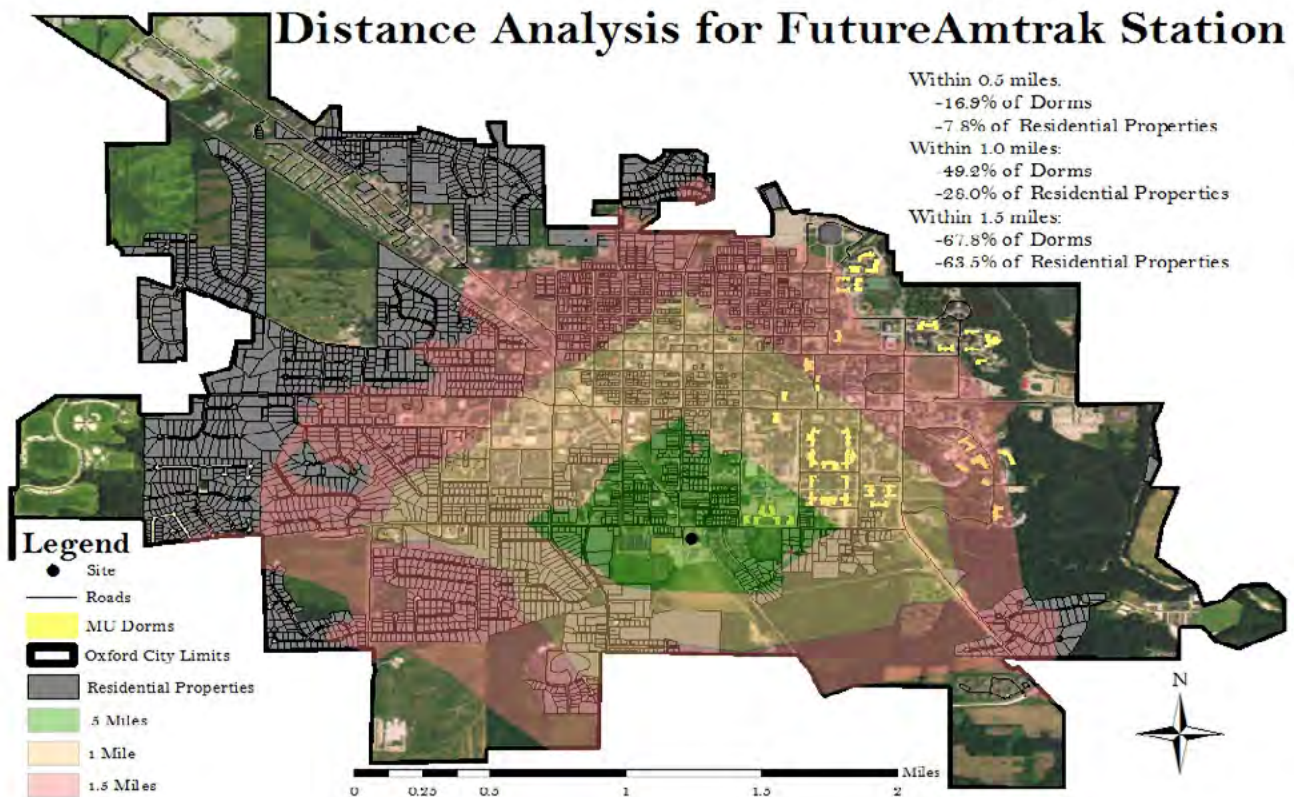 Distance Analysis for FutureAmtrak Station
Within 0.5 miles.
-16.9% of Dorms
-7.8% of Residential Properties
Within 1.0 miles:
-49.2% of Dorms
-28.0% of Residential Properties
Within 1.5 miles:
-67.8% of Dorms
-63.5% of Residential Properties
Legend
Site
Roads
MU Dorms
Oxford City Limits
Residential Properties
.5 Miles
1 Mile
1.5 Miles
N
Miles
0 0.25 0.5 1 1.5 2